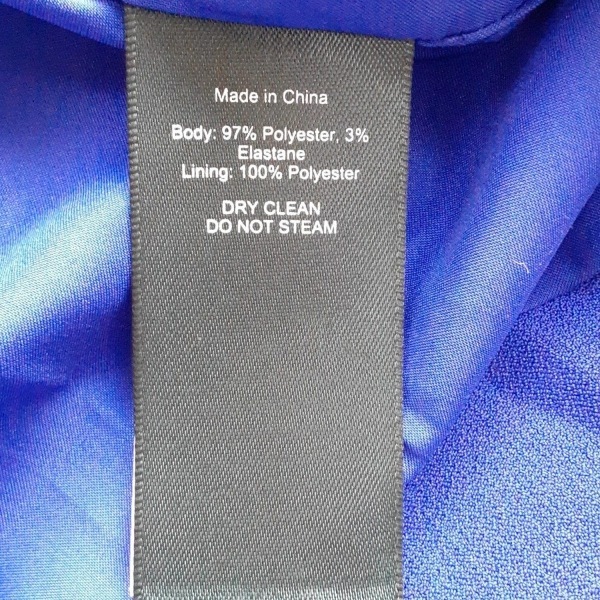 Made in China
Body: 97% Polyester, 3%
Elastane
Lining: 100% Polyester
DRY CLEAN
DO NOT STEAM